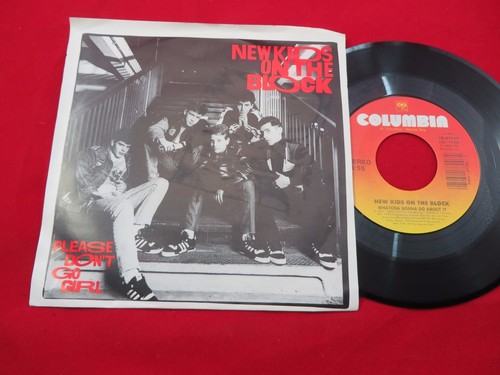 NEW KIDS
ON THE
BLOCK
PLEASE
DON'T
GO
GIRL
COLUMBIA
NEW KIDS ON THE BLOCK
WHATCHA GONNA DO ABOUT IT